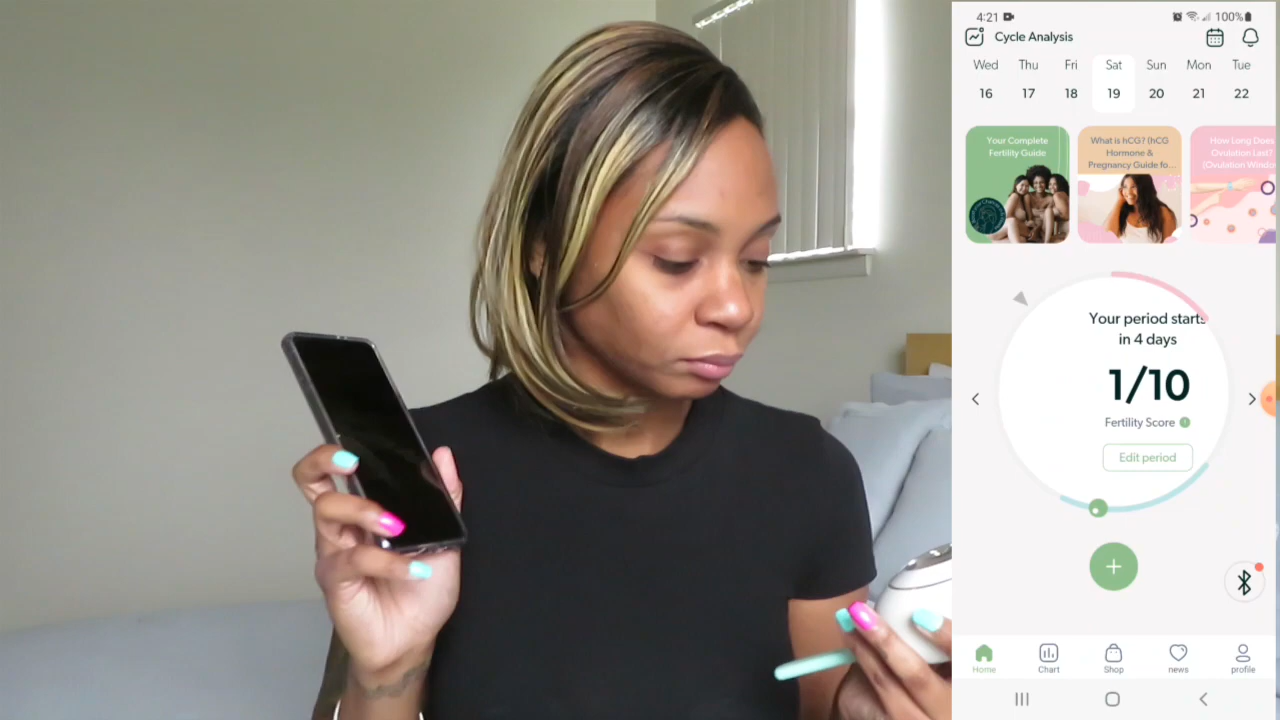 4:21
100%
Cycle Analysis
Wed Thu Fri Sat Sun Mon Tue
16 17 18 19 20 21 22
Your Complete
Fertility Guide
What is hCG? (hCG
Hormone &
Pregnancy Guide fo...
How Long Does
Ovulation Last?
(Ovulation Windo
Your period starts
in 4 days
1/10
Fertility Score
Edit period
Home
Chart
Shop
news
profile